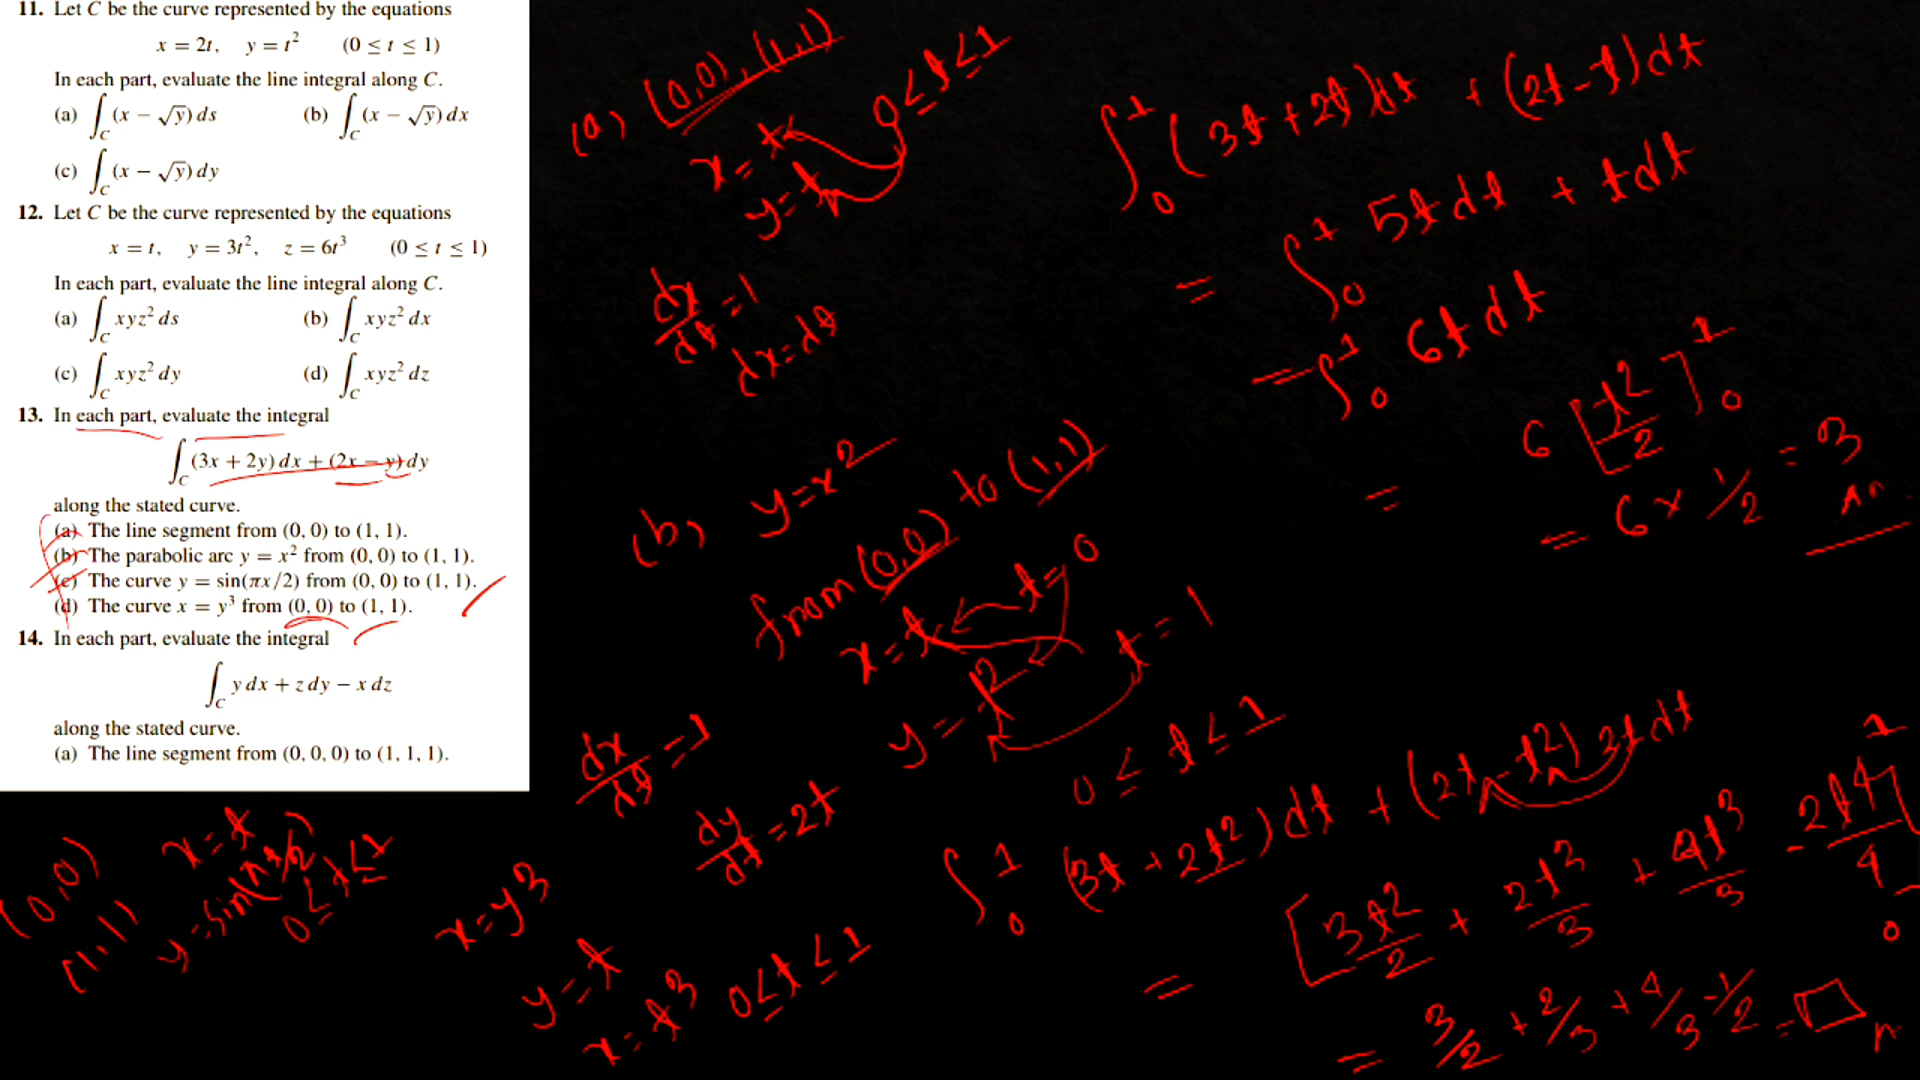 11. Let C be the curve represented by the equations
x = 2t, y = t² (0 ≤ t ≤ 1)
In each part, evaluate the line integral along C.
(a) ∫_C (x − √y) ds (b) ∫_C (x − √y) dx
(c) ∫_C (x − √y) dy
12. Let C be the curve represented by the equations
x = t, y = 3t², z = 6t³ (0 ≤ t ≤ 1)
In each part, evaluate the line integral along C.
(a) ∫_C xyz² ds (b) ∫_C xyz² dx
(c) ∫_C xyz² dy (d) ∫_C xyz² dz
13. In each part, evaluate the integral
∫_C (3x + 2y) dx + (2x − y) dy
along the stated curve.
(a) The line segment from (0, 0) to (1, 1).
(b) The parabolic arc y = x² from (0, 0) to (1, 1).
(c) The curve y = sin(πx/2) from (0, 0) to (1, 1).
(d) The curve x = y³ from (0, 0) to (1, 1).
14. In each part, evaluate the integral
∫_C y dx + z dy − x dz
along the stated curve.
(a) The line segment from (0, 0, 0) to (1, 1, 1).
(a) (0,0), (1,1)
x = t
y = t
0 ≤ t ≤ 1
dx/dt = 1
dx = dt
∫₀¹ (3t + 2t) dt + (2t − t) dt
= ∫₀¹ 5t dt + t dt
= ∫₀¹ 6t dt
= 6 [t²/2]₀¹
= 6 × 1/2 = 3
(b) y = x²
from (0,0) to (1,1)
x = t t = 0
y = t² t = 1
0 ≤ t ≤ 1
dx/dt = 1
dy/dt = 2t
∫₀¹ (3t + 2t²) dt + (2t − t²) 2t dt
= [3t²/2 + 2t³/3 + 4t³/3 − 2t⁴/4]₀¹
= 3/2 + 2/3 + 4/3 − 1/2 = □
(0,0)
(1,1)
x = t
y = sin(πt/2)
0 ≤ t ≤ 1
x = y³
y = t
x = t³ 0 ≤ t ≤ 1